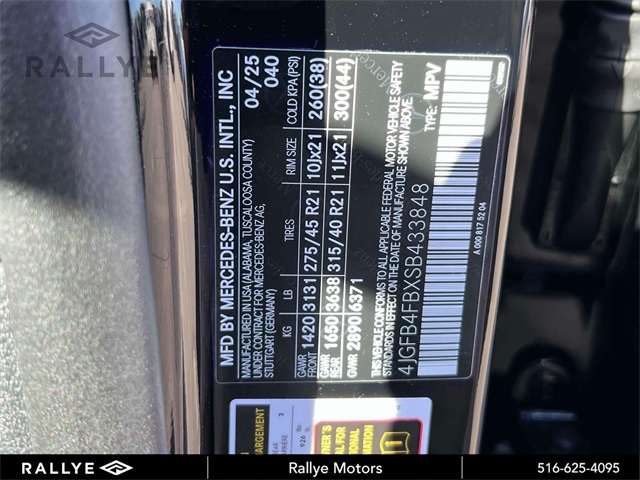 RALLYE
MFD BY MERCEDES-BENZ U.S. INTL., INC
04/25
MANUFACTURED IN USA (ALABAMA, TUSCALOOSA COUNTY)
040
UNDER CONTRACT FOR MERCEDES-BENZ AG,
STUTTGART (GERMANY)
KG LB TIRES RIM SIZE COLD KPA (PSI)
GAWR FRONT 1420 3131 275/45 R21 10Jx21 260(38)
GAWR REAR 1650 3638 315/40 R21 11Jx21 300(44)
GVWR 2890 6371
THIS VEHICLE CONFORMS TO ALL APPLICABLE FEDERAL MOTOR VEHICLE SAFETY
STANDARDS IN EFFECT ON THE DATE OF MANUFACTURE SHOWN ABOVE.
4JGFB4FBXSB433848 TYPE: MPV
A 000 817 52 04
RALLYE
Rallye Motors
516-625-4095